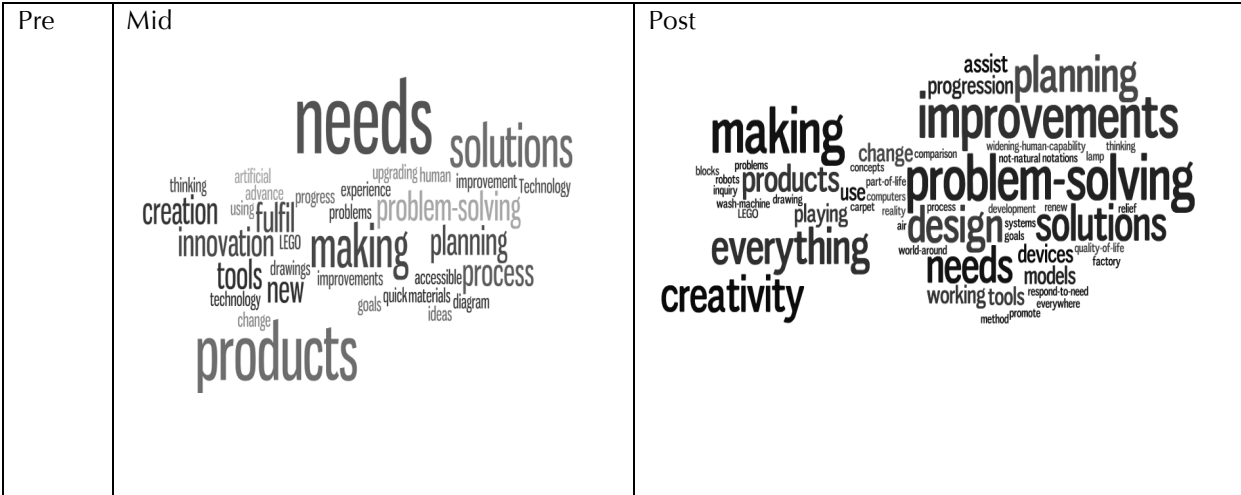 Pre
Mid
Post
needs
solutions
thinking
artificial
advance
upgrading human
improvement Technology
progress
experience
creation
using
fulfil
problems
problem-solving
innovation
LEGO
making
planning
tools
drawings
improvements
accessible
process
technology
new
goals
quick
materials
diagram
ideas
change
products
assist
progression
planning
improvements
making
change
comparison
widening-human-capability
thinking
not-natural
notations
lamp
concepts
blocks
problems
robots
products
inquiry
part-of-life
problem-solving
use
computers
wash-machine
drawing
LEGO
playing
carpet
reality
process
development
renew
relief
air
design
systems
goals
solutions
everything
world-around
needs
devices
quality-of-life
factory
models
creativity
working
tools
respond-to-need
everywhere
method
promote